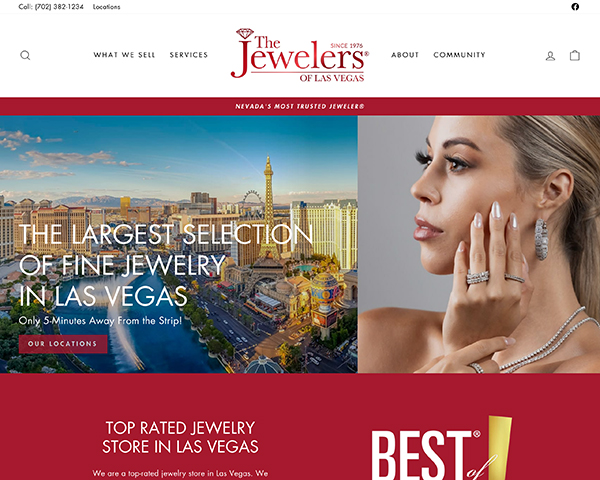 Call: (702) 382-1234 Locations
WHAT WE SELL SERVICES
The
SINCE 1976
Jewelers®
OF LAS VEGAS
ABOUT COMMUNITY
NEVADA'S MOST TRUSTED JEWELER®
THE LARGEST SELECTION
OF FINE JEWELRY
IN LAS VEGAS
Only 5-Minutes Away From the Strip!
OUR LOCATIONS
TOP RATED JEWELRY
STORE IN LAS VEGAS
We are a top-rated jewelry store in Las Vegas. We
BEST®
of